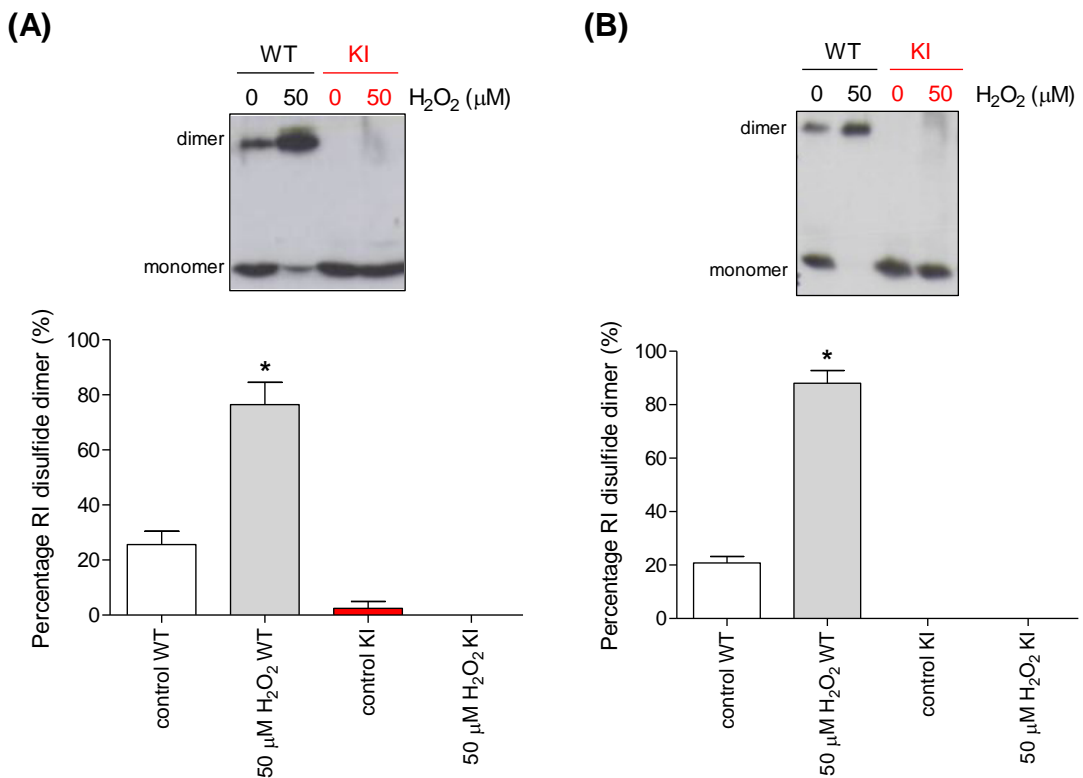 (A)
WT KI
0 50 0 50 H₂O₂ (μM)
dimer
monomer
Percentage RI disulfide dimer (%)
100
80
60
40
20
0
*
control WT
50 μM H₂O₂ WT
control KI
50 μM H₂O₂ KI
(B)
WT KI
0 50 0 50 H₂O₂ (μM)
dimer
monomer
Percentage RI disulfide dimer (%)
100
80
60
40
20
0
*
control WT
50 μM H₂O₂ WT
control KI
50 μM H₂O₂ KI